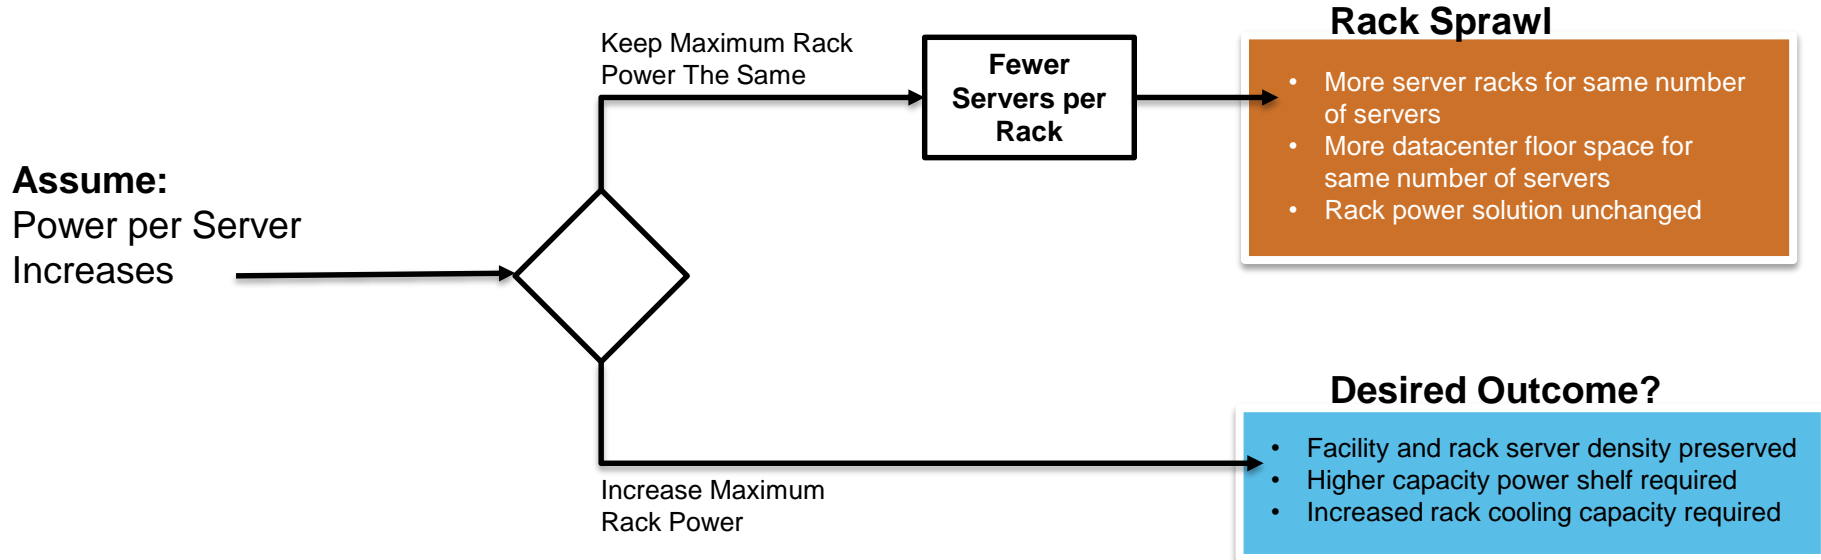 Assume:
Power per Server
Increases
Keep Maximum Rack
Power The Same
Fewer
Servers per
Rack
Rack Sprawl
• More server racks for same number
of servers
• More datacenter floor space for
same number of servers
• Rack power solution unchanged
Increase Maximum
Rack Power
Desired Outcome?
• Facility and rack server density preserved
• Higher capacity power shelf required
• Increased rack cooling capacity required